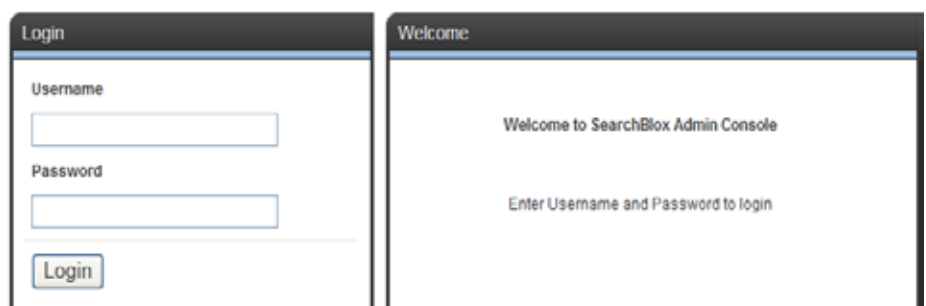 Login
Username
Password
Login
Welcome
Welcome to SearchBlox Admin Console
Enter Username and Password to login